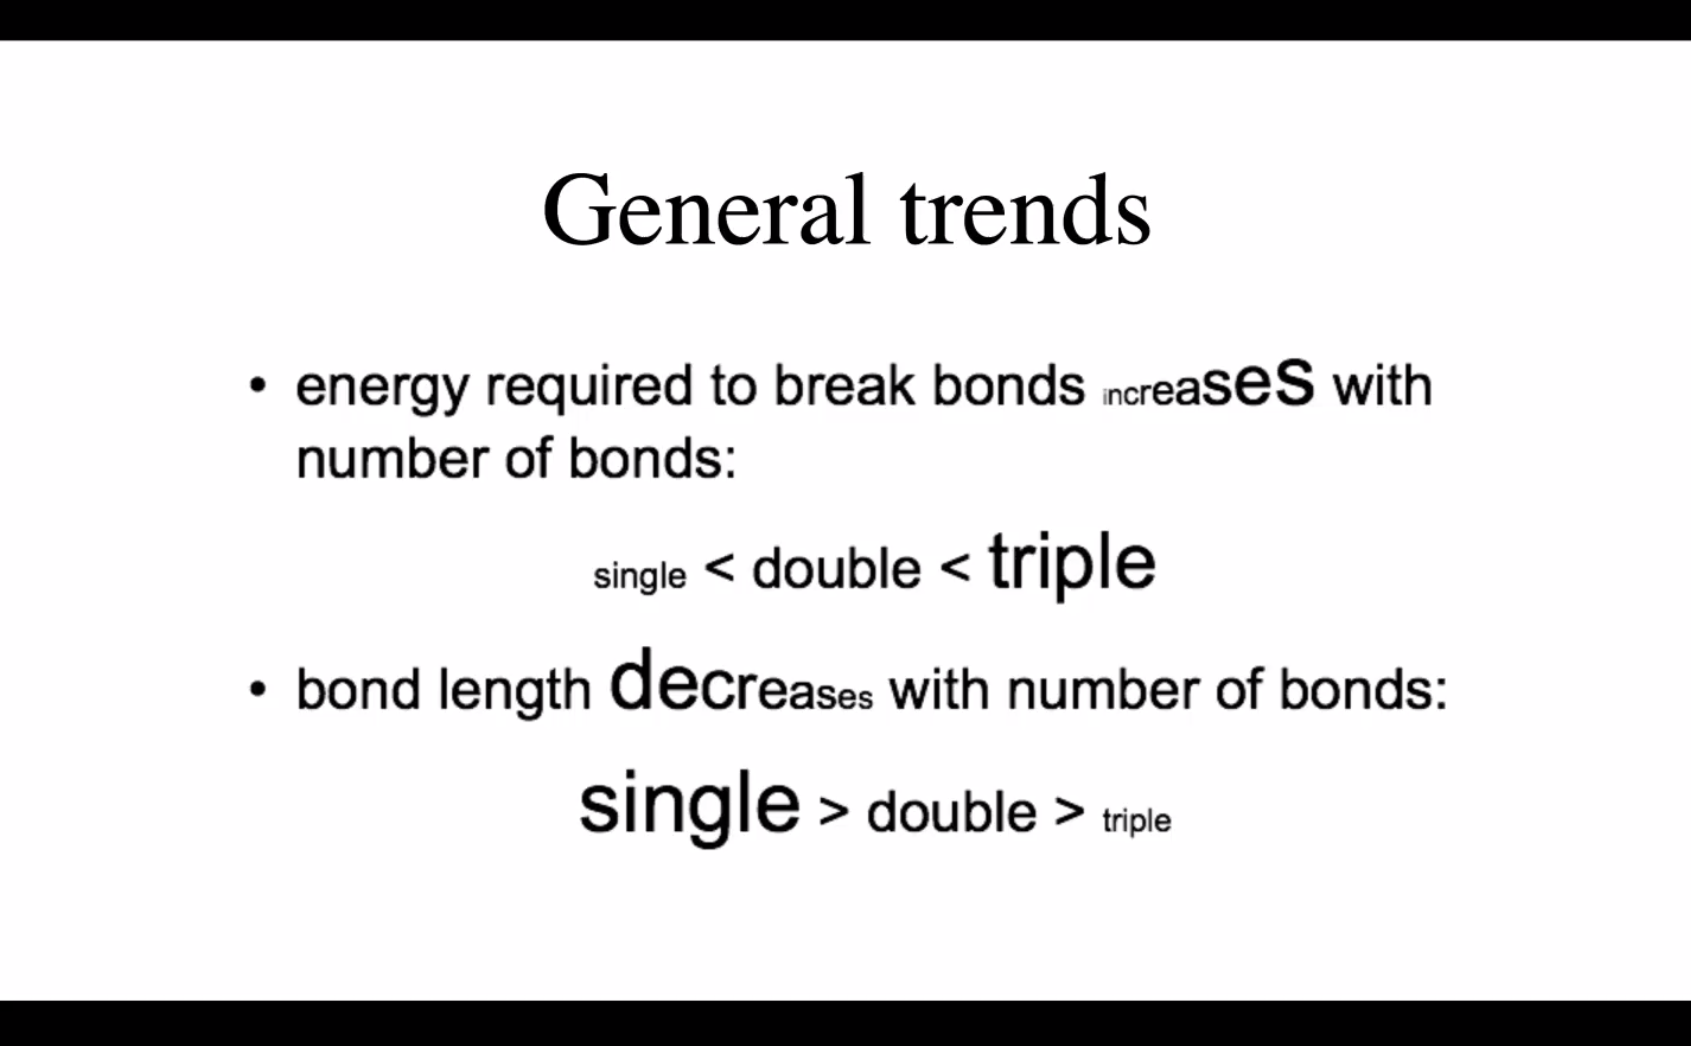 General trends
• energy required to break bonds increases with
number of bonds:
single < double < triple
• bond length decreases with number of bonds:
single > double > triple